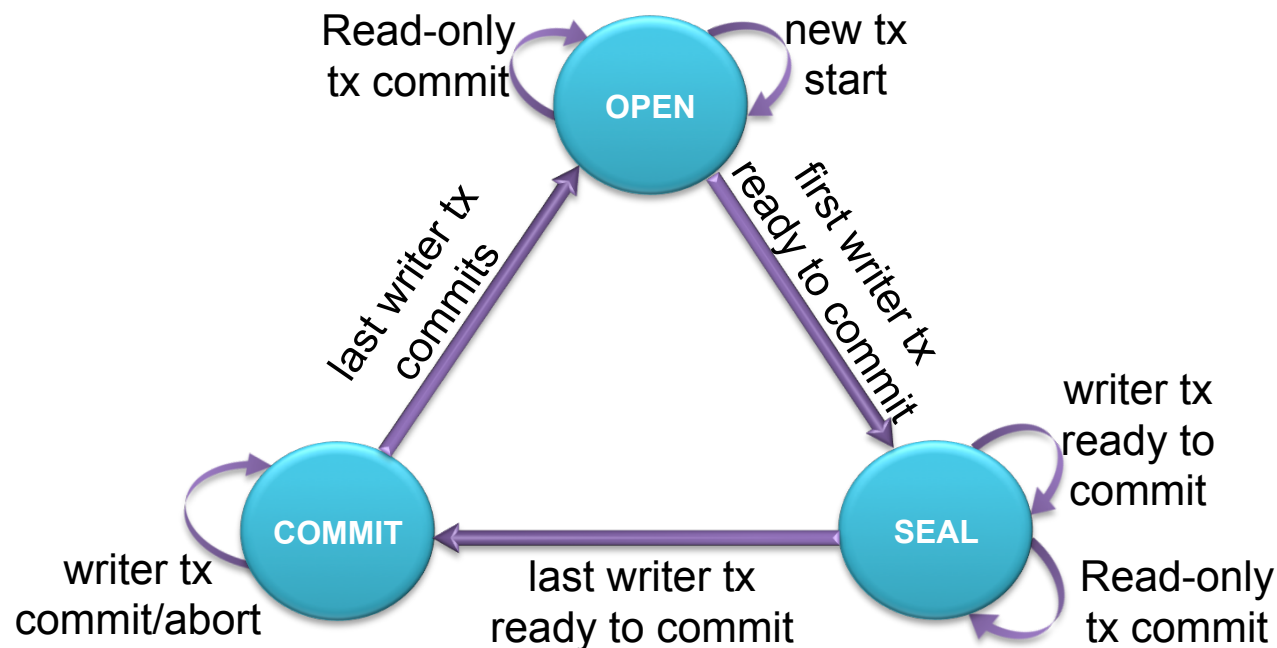 Read-only
tx commit
new tx
start
OPEN
last writer tx
commits
first writer tx
ready to commit
writer tx
ready to
commit
COMMIT
SEAL
writer tx
commit/abort
last writer tx
ready to commit
Read-only
tx commit